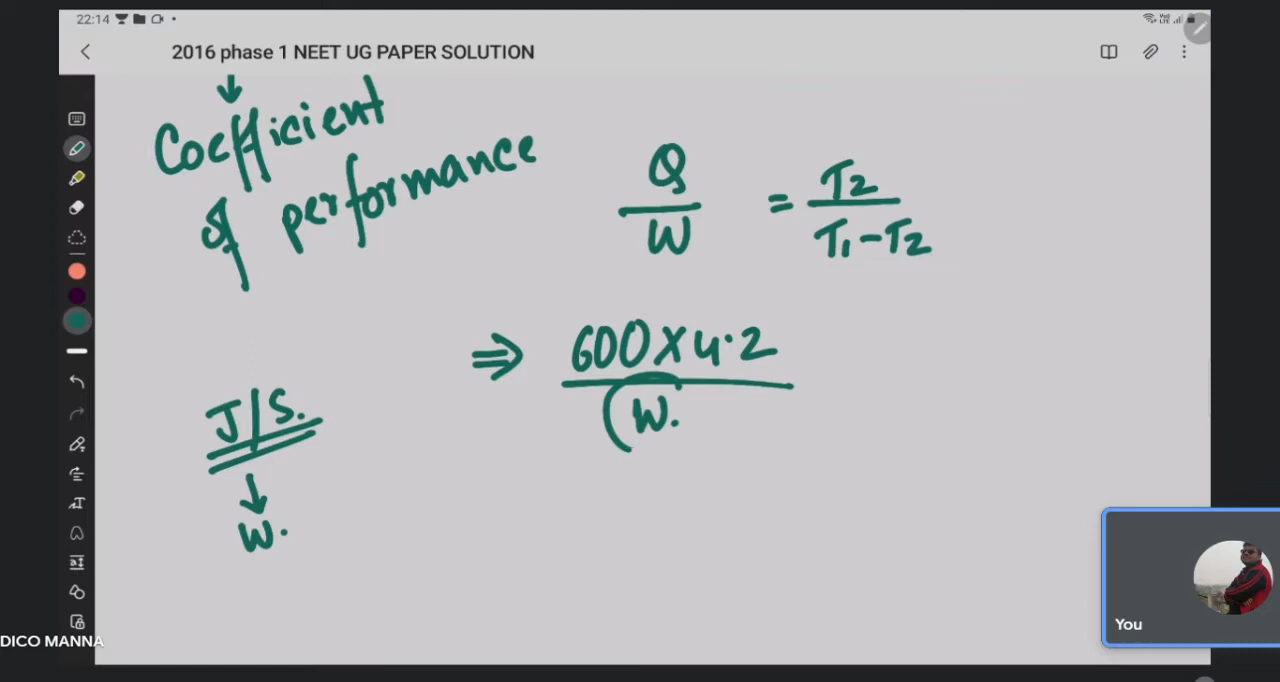 22:14
2016 phase 1 NEET UG PAPER SOLUTION
Coefficient
of performance
Q/W = T2/T1-T2
⇒ 600×4.2/(W.
J/S.
↓
W.
You
DICO MANNA